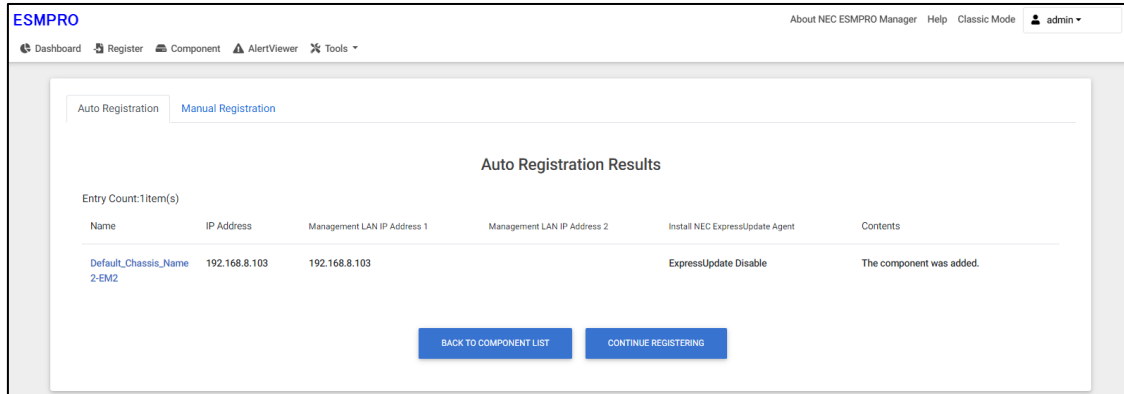 ESMPRO
About NEC ESMPRO Manager Help Classic Mode admin
Dashboard Register Component AlertViewer Tools
Auto Registration Manual Registration
Auto Registration Results
Entry Count:1item(s)
Name IP Address Management LAN IP Address 1 Management LAN IP Address 2 Install NEC ExpressUpdate Agent Contents
Default_Chassis_Name 192.168.8.103 192.168.8.103 ExpressUpdate Disable The component was added.
2-EM2
BACK TO COMPONENT LIST CONTINUE REGISTERING